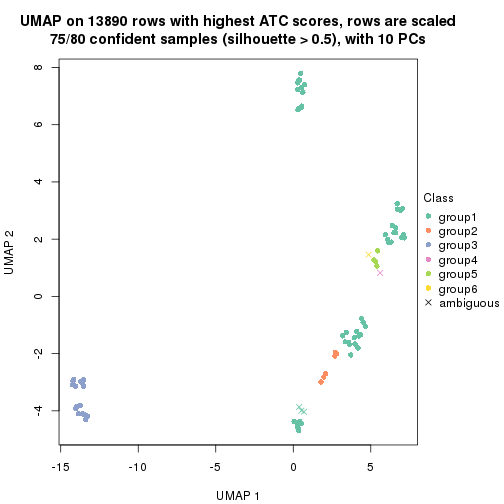 UMAP on 13890 rows with highest ATC scores, rows are scaled
75/80 confident samples (silhouette > 0.5), with 10 PCs
8
6
4
2
0
-2
-4
UMAP 2
-15
-10
-5
0
5
UMAP 1
Class
group1
group2
group3
group4
group5
group6
ambiguous